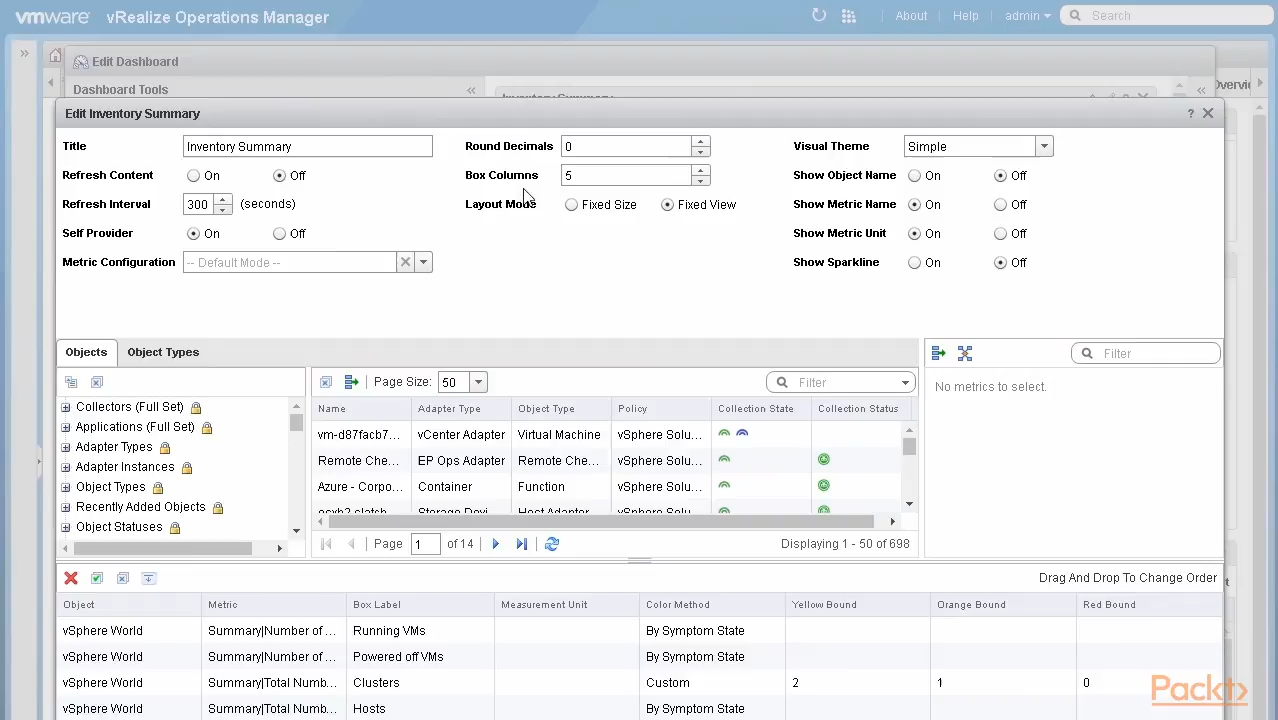 vmware vRealize Operations Manager About Help admin Search
Edit Dashboard
Dashboard Tools
Inventory Summary
Edit Inventory Summary ?
Title Inventory Summary Round Decimals 0 Visual Theme Simple
Refresh Content On Off Box Columns 5 Show Object Name On Off
Refresh Interval 300 (seconds) Layout Mode Fixed Size Fixed View Show Metric Name On Off
Self Provider On Off Show Metric Unit On Off
Metric Configuration -- Default Mode -- Show Sparkline On Off
Objects Object Types Filter
Page Size: 50 Filter No metrics to select.
Name Adapter Type Object Type Policy Collection State Collection Status
Collectors (Full Set)
Applications (Full Set)
Adapter Types
Adapter Instances
Object Types
Recently Added Objects
Object Statuses
vm-d87facb7... vCenter Adapter Virtual Machine vSphere Solu...
Remote Che... EP Ops Adapter Remote Che... vSphere Solu...
Azure - Corpo... Container Function vSphere Solu...
Page 1 of 14 Displaying 1 - 50 of 698
Drag And Drop To Change Order
Object Metric Box Label Measurement Unit Color Method Yellow Bound Orange Bound Red Bound
vSphere World Summary|Number of ... Running VMs By Symptom State
vSphere World Summary|Number of ... Powered off VMs By Symptom State
vSphere World Summary|Total Numb... Clusters Custom 2 1 0
vSphere World Summary|Total Numb... Hosts By Symptom State
Packt